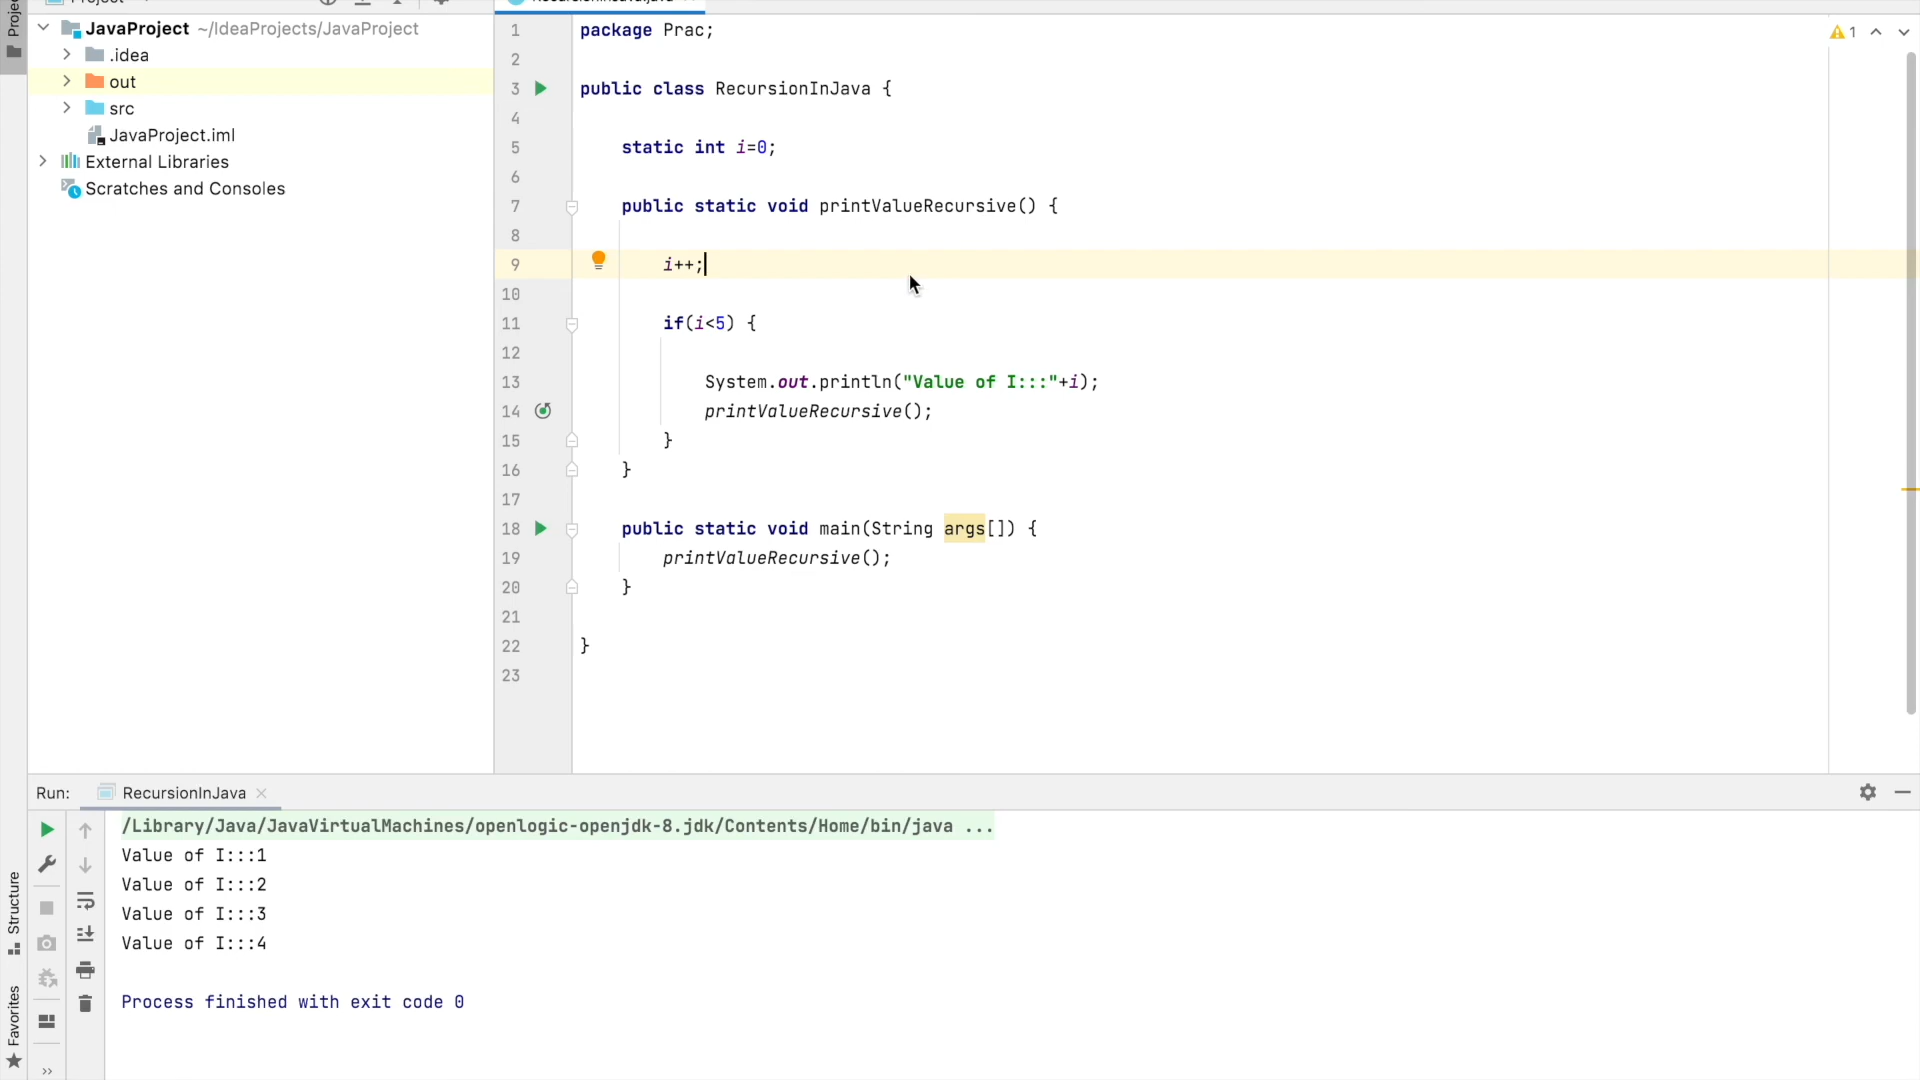 JavaProject ~/IdeaProjects/JavaProject
.idea
out
src
JavaProject.iml
External Libraries
Scratches and Consoles
1 package Prac;
2
3 public class RecursionInJava {
4
5 static int i=0;
6
7 public static void printValueRecursive() {
8
9 i++;
10
11 if(i<5) {
12
13 System.out.println("Value of I:::"+i);
14 printValueRecursive();
15 }
16 }
17
18 public static void main(String args[]) {
19 printValueRecursive();
20 }
21
22 }
23
1
Run: RecursionInJava
/Library/Java/JavaVirtualMachines/openlogic-openjdk-8.jdk/Contents/Home/bin/java ...
Value of I:::1
Value of I:::2
Value of I:::3
Value of I:::4
Process finished with exit code 0
Structure
Favorites